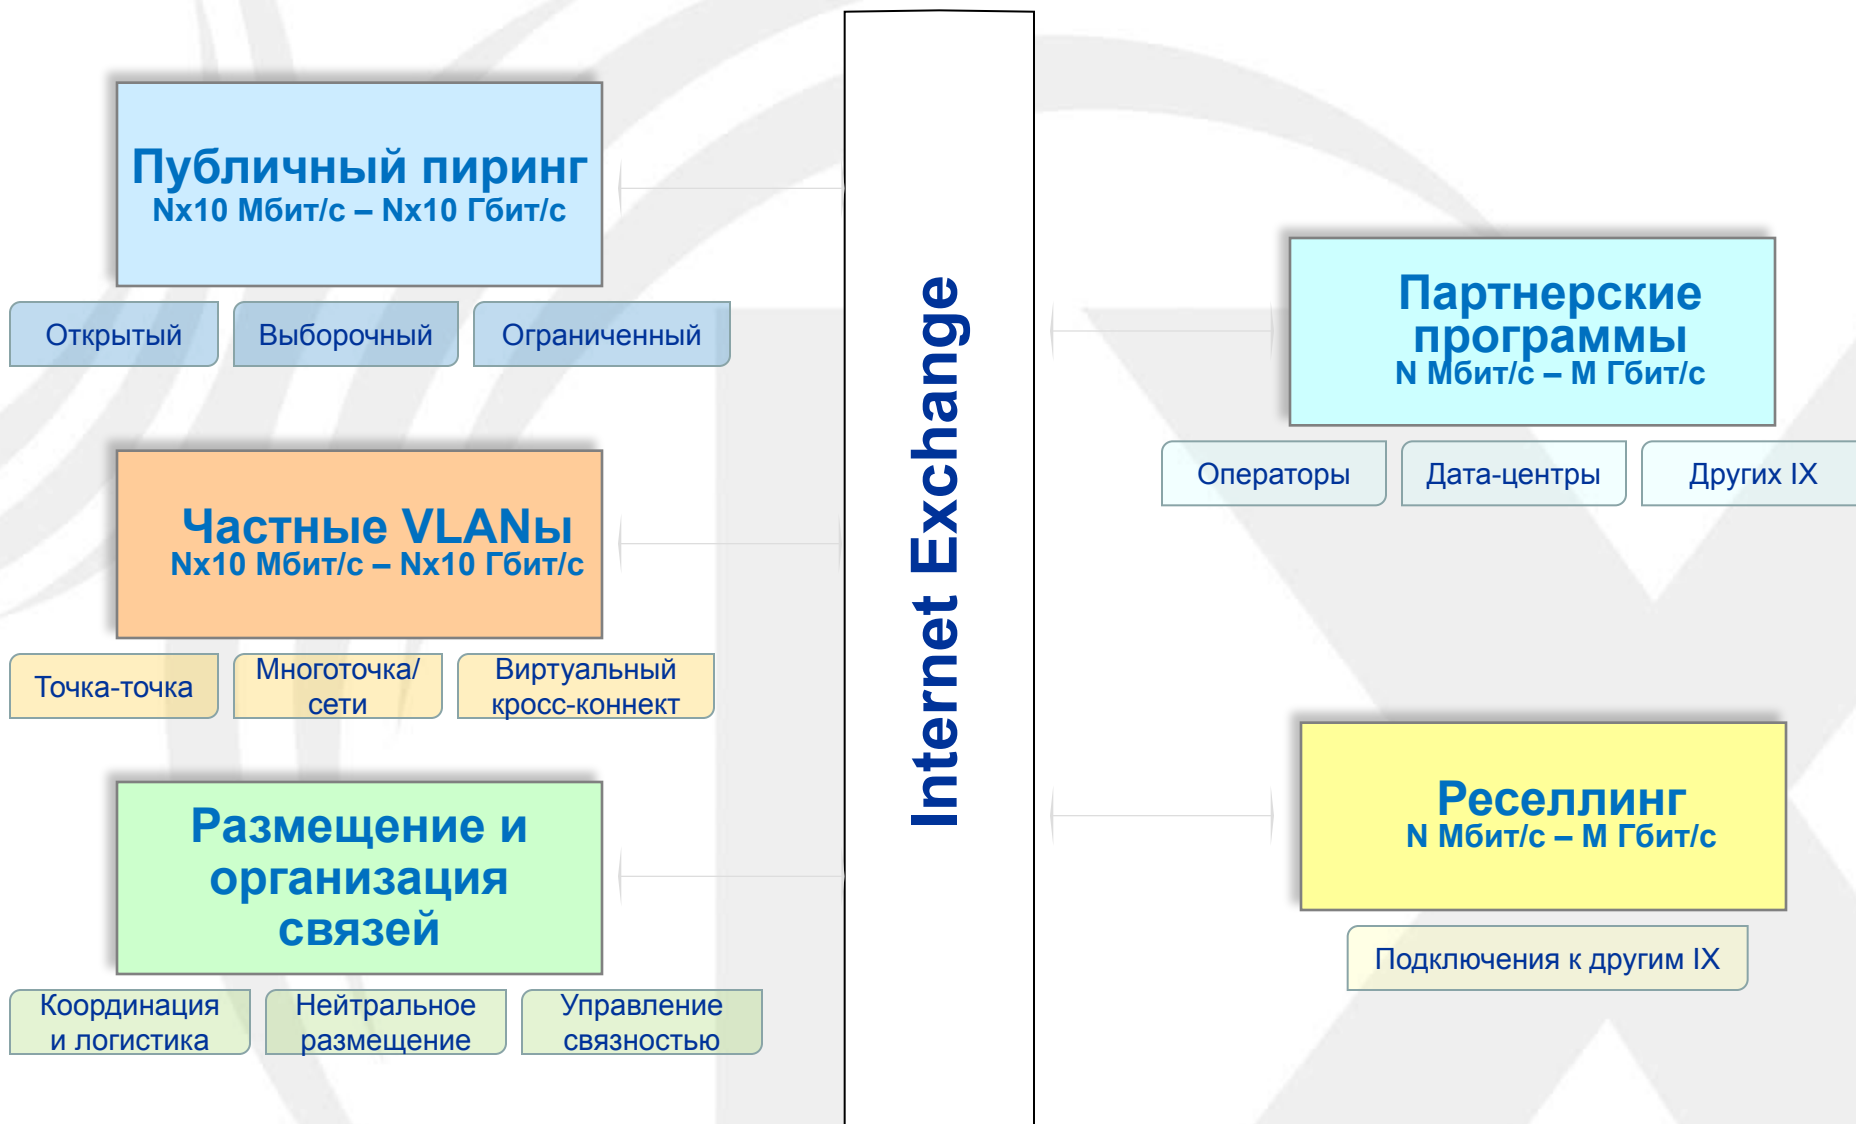 Публичный пиринг
Nx10 Мбит/с – Nx10 Гбит/с
Открытый
Выборочный
Ограниченный
Частные VLANы
Nx10 Мбит/с – Nx10 Гбит/с
Точка-точка
Многоточка/
сети
Виртуальный
кросс-коннект
Размещение и
организация
связей
Координация
и логистика
Нейтральное
размещение
Управление
связностью
Internet Exchange
Партнерские
программы
N Мбит/с – M Гбит/с
Операторы
Дата-центры
Других IX
Реселлинг
N Мбит/с – M Гбит/с
Подключения к другим IX